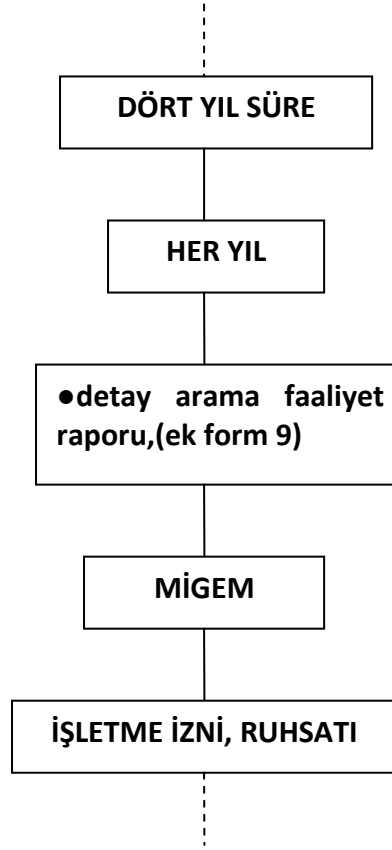 DÖRT YIL SÜRE
HER YIL
●detay arama faaliyet
raporu,(ek form 9)
MİGEM
İŞLETME İZNİ, RUHSATI